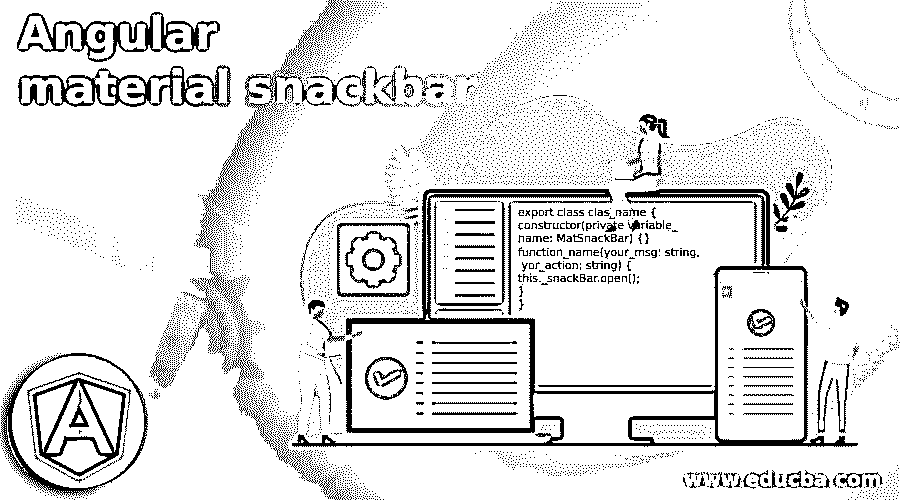 Angular
material snackbar
export class clas_name {
constructor(private variable_
name: MatSnackBar) {}
function_name(your_msg: string,
yor_action: string) {
this._snackBar.open();
}
}
www.educba.com